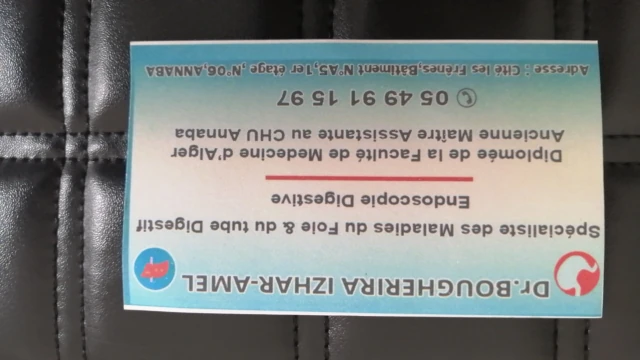 Dr.BOUGHERIRA IZHAR-AMEL
Spécialiste des Maladies du Foie & du tube Digestif
Endoscopie Digestive
Diplomée de la Faculté de Medecine d'Alger
Ancienne Maître Assistante au CHU Annaba
05 49 91 15 97
Adresse : Cité les Frênes,Bâtiment N°A5,1er étage ,N°06,ANNABA